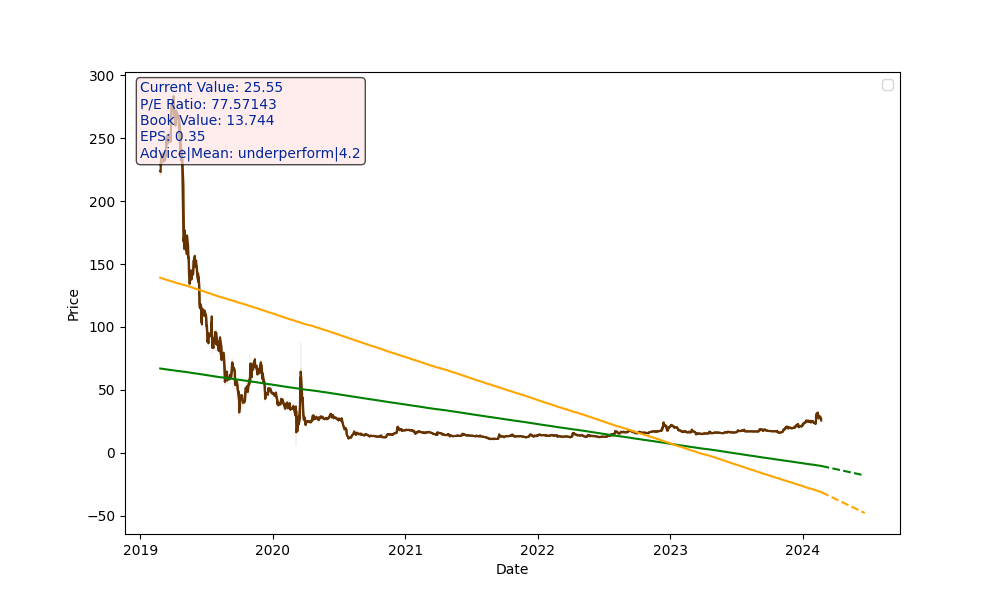 Current Value: 25.55
P/E Ratio: 77.57143
Book Value: 13.744
EPS: 0.35
Advice|Mean: underperform|4.2
300
250
200
150
100
50
0
−50
Price
2019 2020 2021 2022 2023 2024
Date